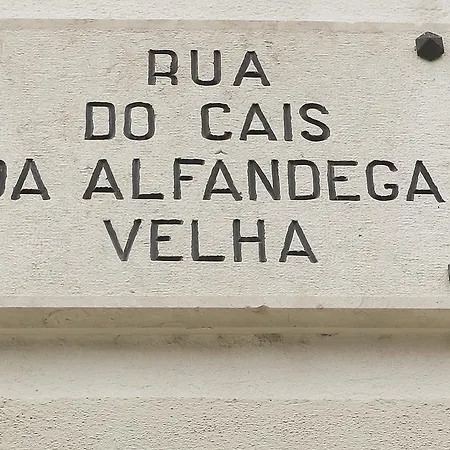 RUA
DO CAIS
DA ALFANDEGA
VELHA